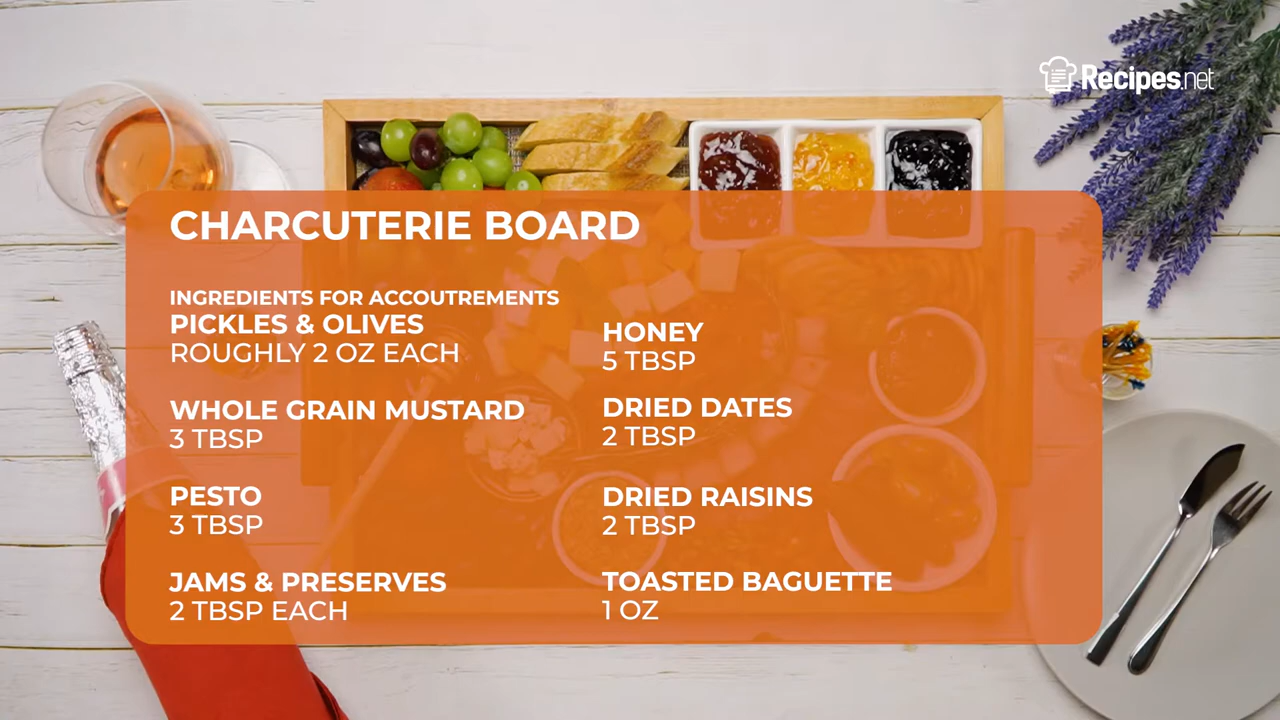 Recipes.net
CHARCUTERIE BOARD
INGREDIENTS FOR ACCOUTREMENTS
PICKLES & OLIVES
ROUGHLY 2 OZ EACH
WHOLE GRAIN MUSTARD
3 TBSP
PESTO
3 TBSP
JAMS & PRESERVES
2 TBSP EACH
HONEY
5 TBSP
DRIED DATES
2 TBSP
DRIED RAISINS
2 TBSP
TOASTED BAGUETTE
1 OZ